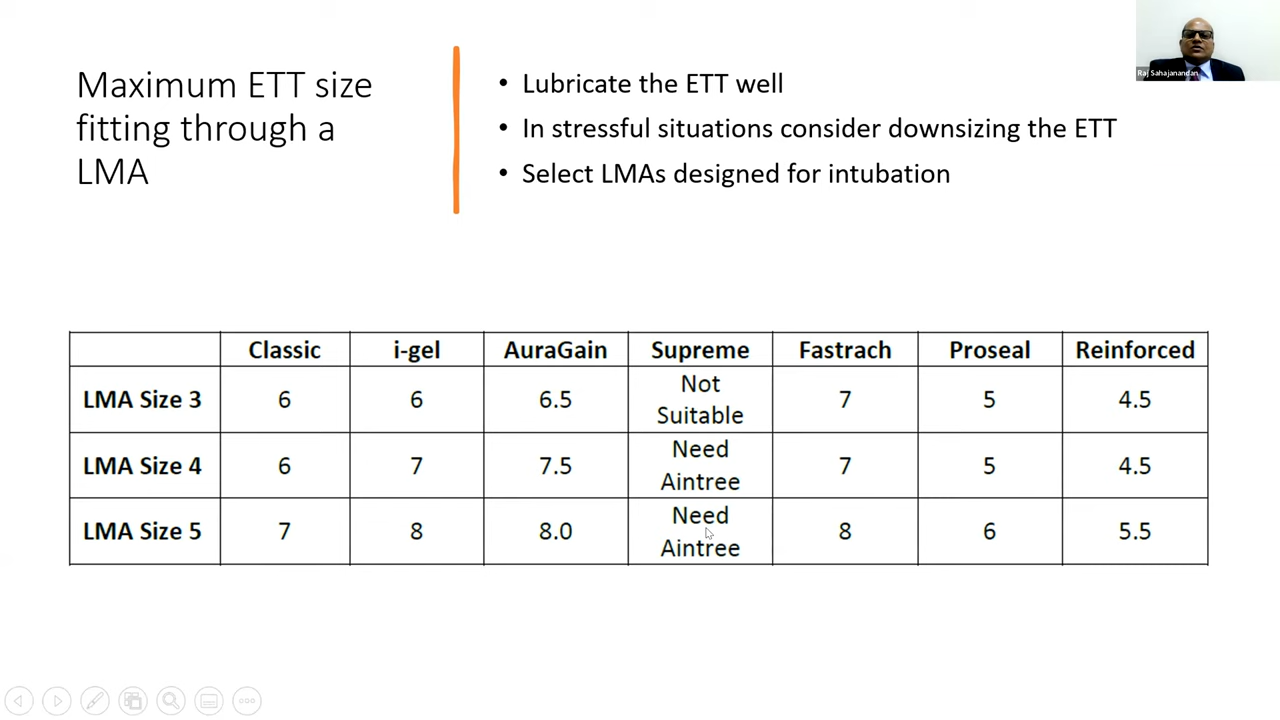 Raj Sahajanandan
Maximum ETT size
fitting through a
LMA
• Lubricate the ETT well
• In stressful situations consider downsizing the ETT
• Select LMAs designed for intubation
Classic i-gel AuraGain Supreme Fastrach Proseal Reinforced
LMA Size 3 6 6 6.5 Not Suitable 7 5 4.5
LMA Size 4 6 7 7.5 Need Aintree 7 5 4.5
LMA Size 5 7 8 8.0 Need Aintree 8 6 5.5